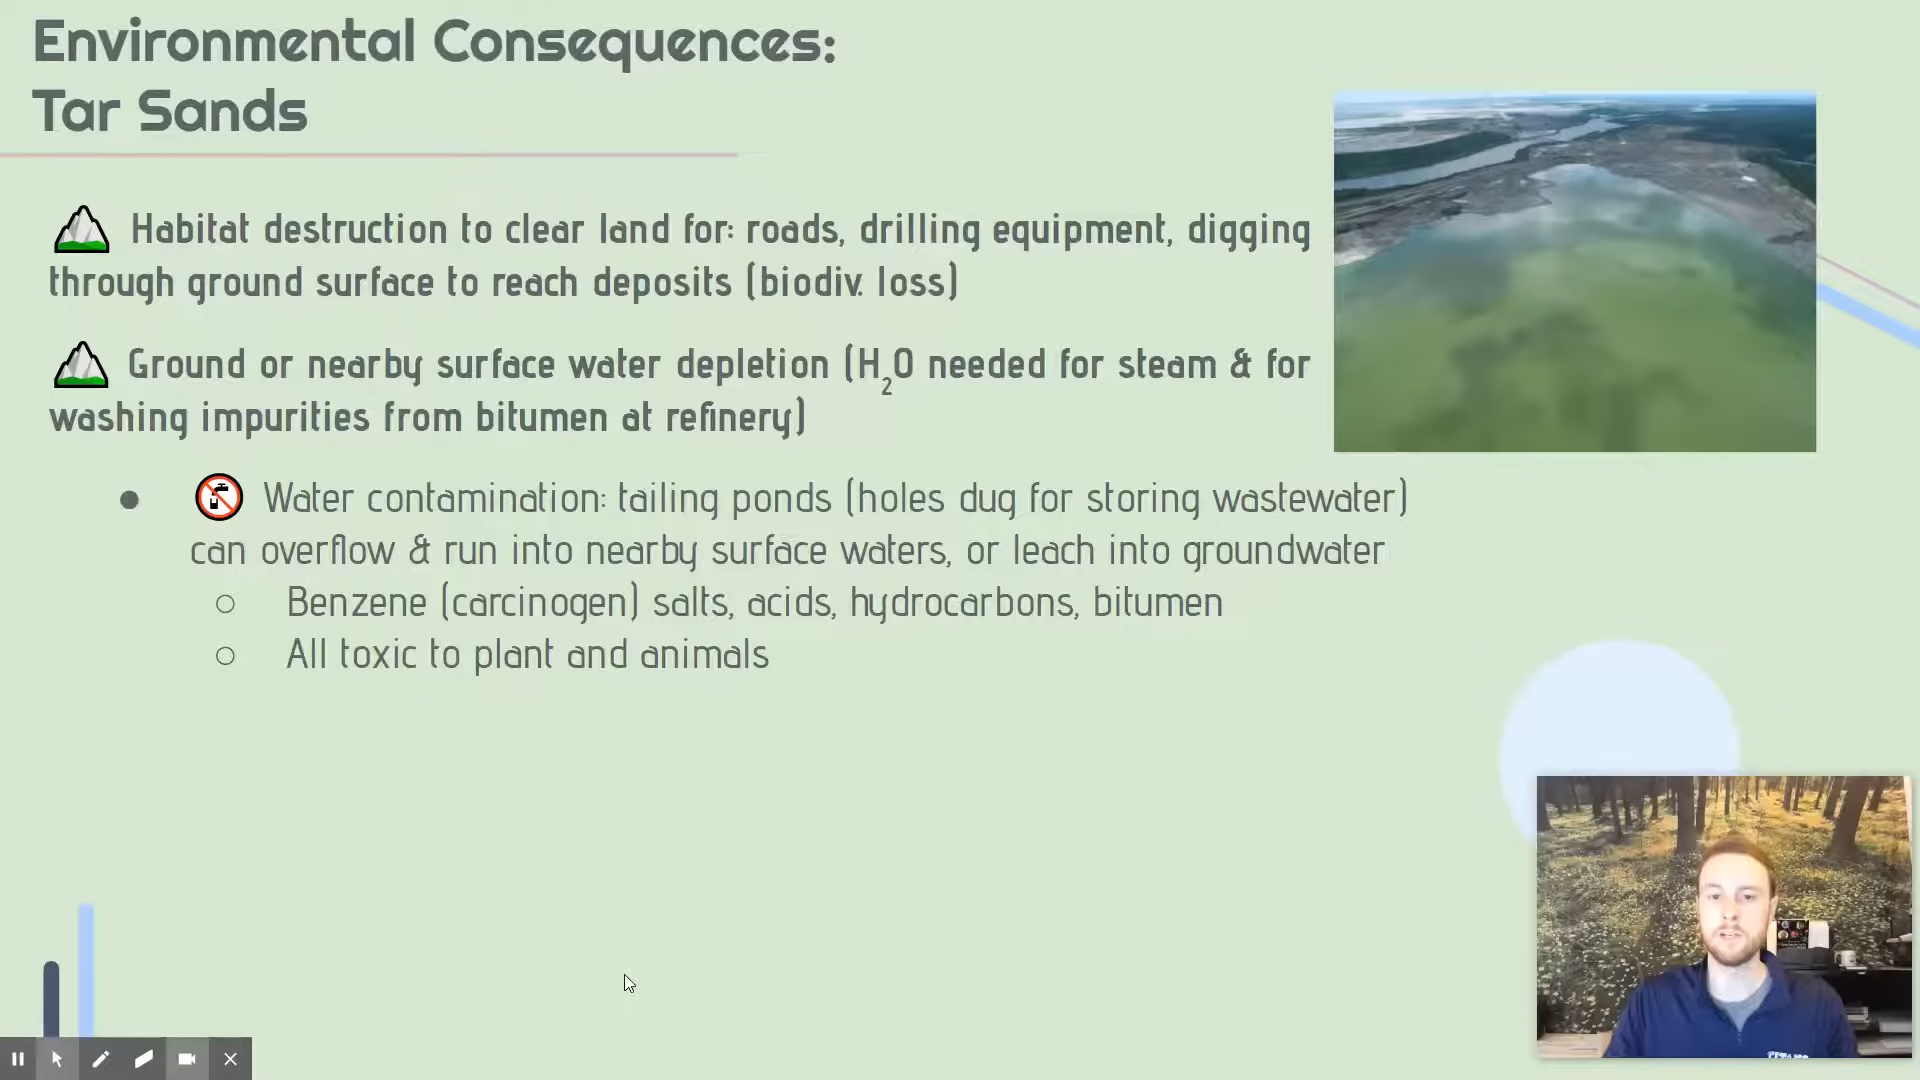 Environmental Consequences:
Tar Sands
Habitat destruction to clear land for: roads, drilling equipment, digging
through ground surface to reach deposits (biodiv. loss)
Ground or nearby surface water depletion (H₂O needed for steam & for
washing impurities from bitumen at refinery)
● Water contamination: tailing ponds (holes dug for storing wastewater)
can overflow & run into nearby surface waters, or leach into groundwater
○ Benzene (carcinogen) salts, acids, hydrocarbons, bitumen
○ All toxic to plant and animals